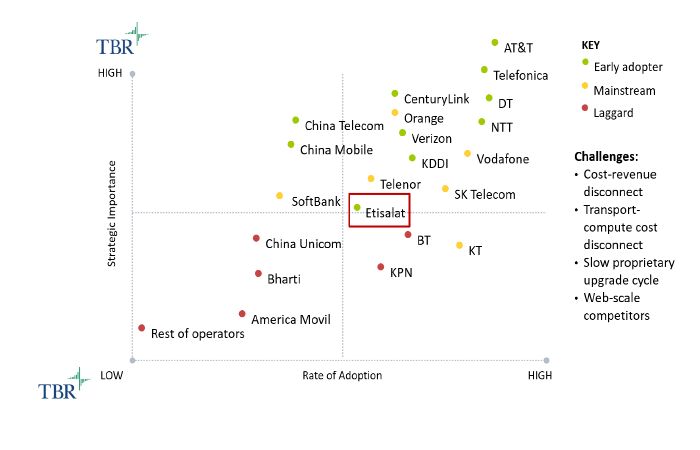 TBR
HIGH
Strategic Importance
AT&T
Telefonica
CenturyLink
DT
Orange
China Telecom
NTT
Verizon
China Mobile
KDDI
Vodafone
Telenor
SK Telecom
SoftBank
Etisalat
BT
China Unicom
KT
KPN
Bharti
America Movil
Rest of operators
LOW
Rate of Adoption
HIGH
TBR
KEY
Early adopter
Mainstream
Laggard
Challenges:
• Cost-revenue
disconnect
• Transport-
compute cost
disconnect
• Slow proprietary
upgrade cycle
• Web-scale
competitors